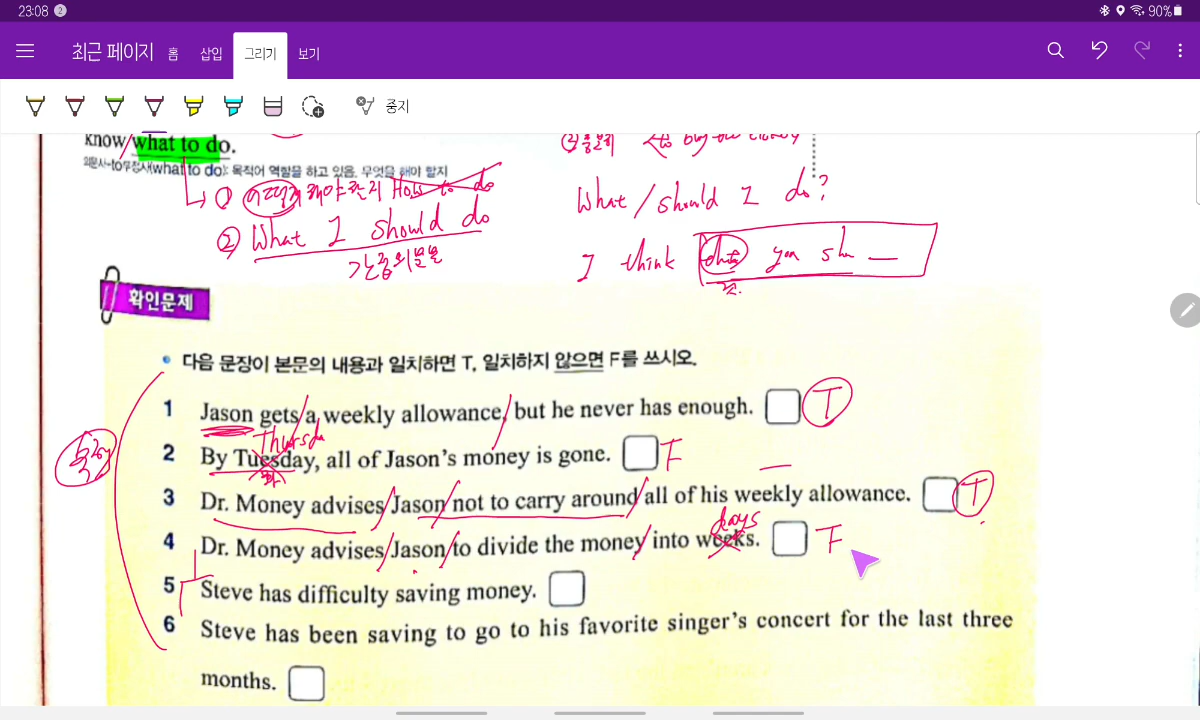 23:08 2 90%
최근 페이지 홈 삽입 그리기 보기
중지
know/what to do.
의문사+to부정사(what to do): 목적어 역할을 하고 있음. 무엇을 해야 할지
① 어떻게 해야 할지 How to do
② What I should do
간접의문문
What / should I do?
I think you
확인문제
• 다음 문장이 본문의 내용과 일치하면 T, 일치하지 않으면 F를 쓰시오.
1 Jason gets/a weekly allowance,/but he never has enough. T
Thursda
2 By Tuesday, all of Jason's money is gone. F
화
3 Dr. Money advises/Jason/not to carry around/all of his weekly allowance. T
days
4 Dr. Money advises/Jason/to divide the money/into weeks. F
5 Steve has difficulty saving money.
6 Steve has been saving to go to his favorite singer's concert for the last three
months.